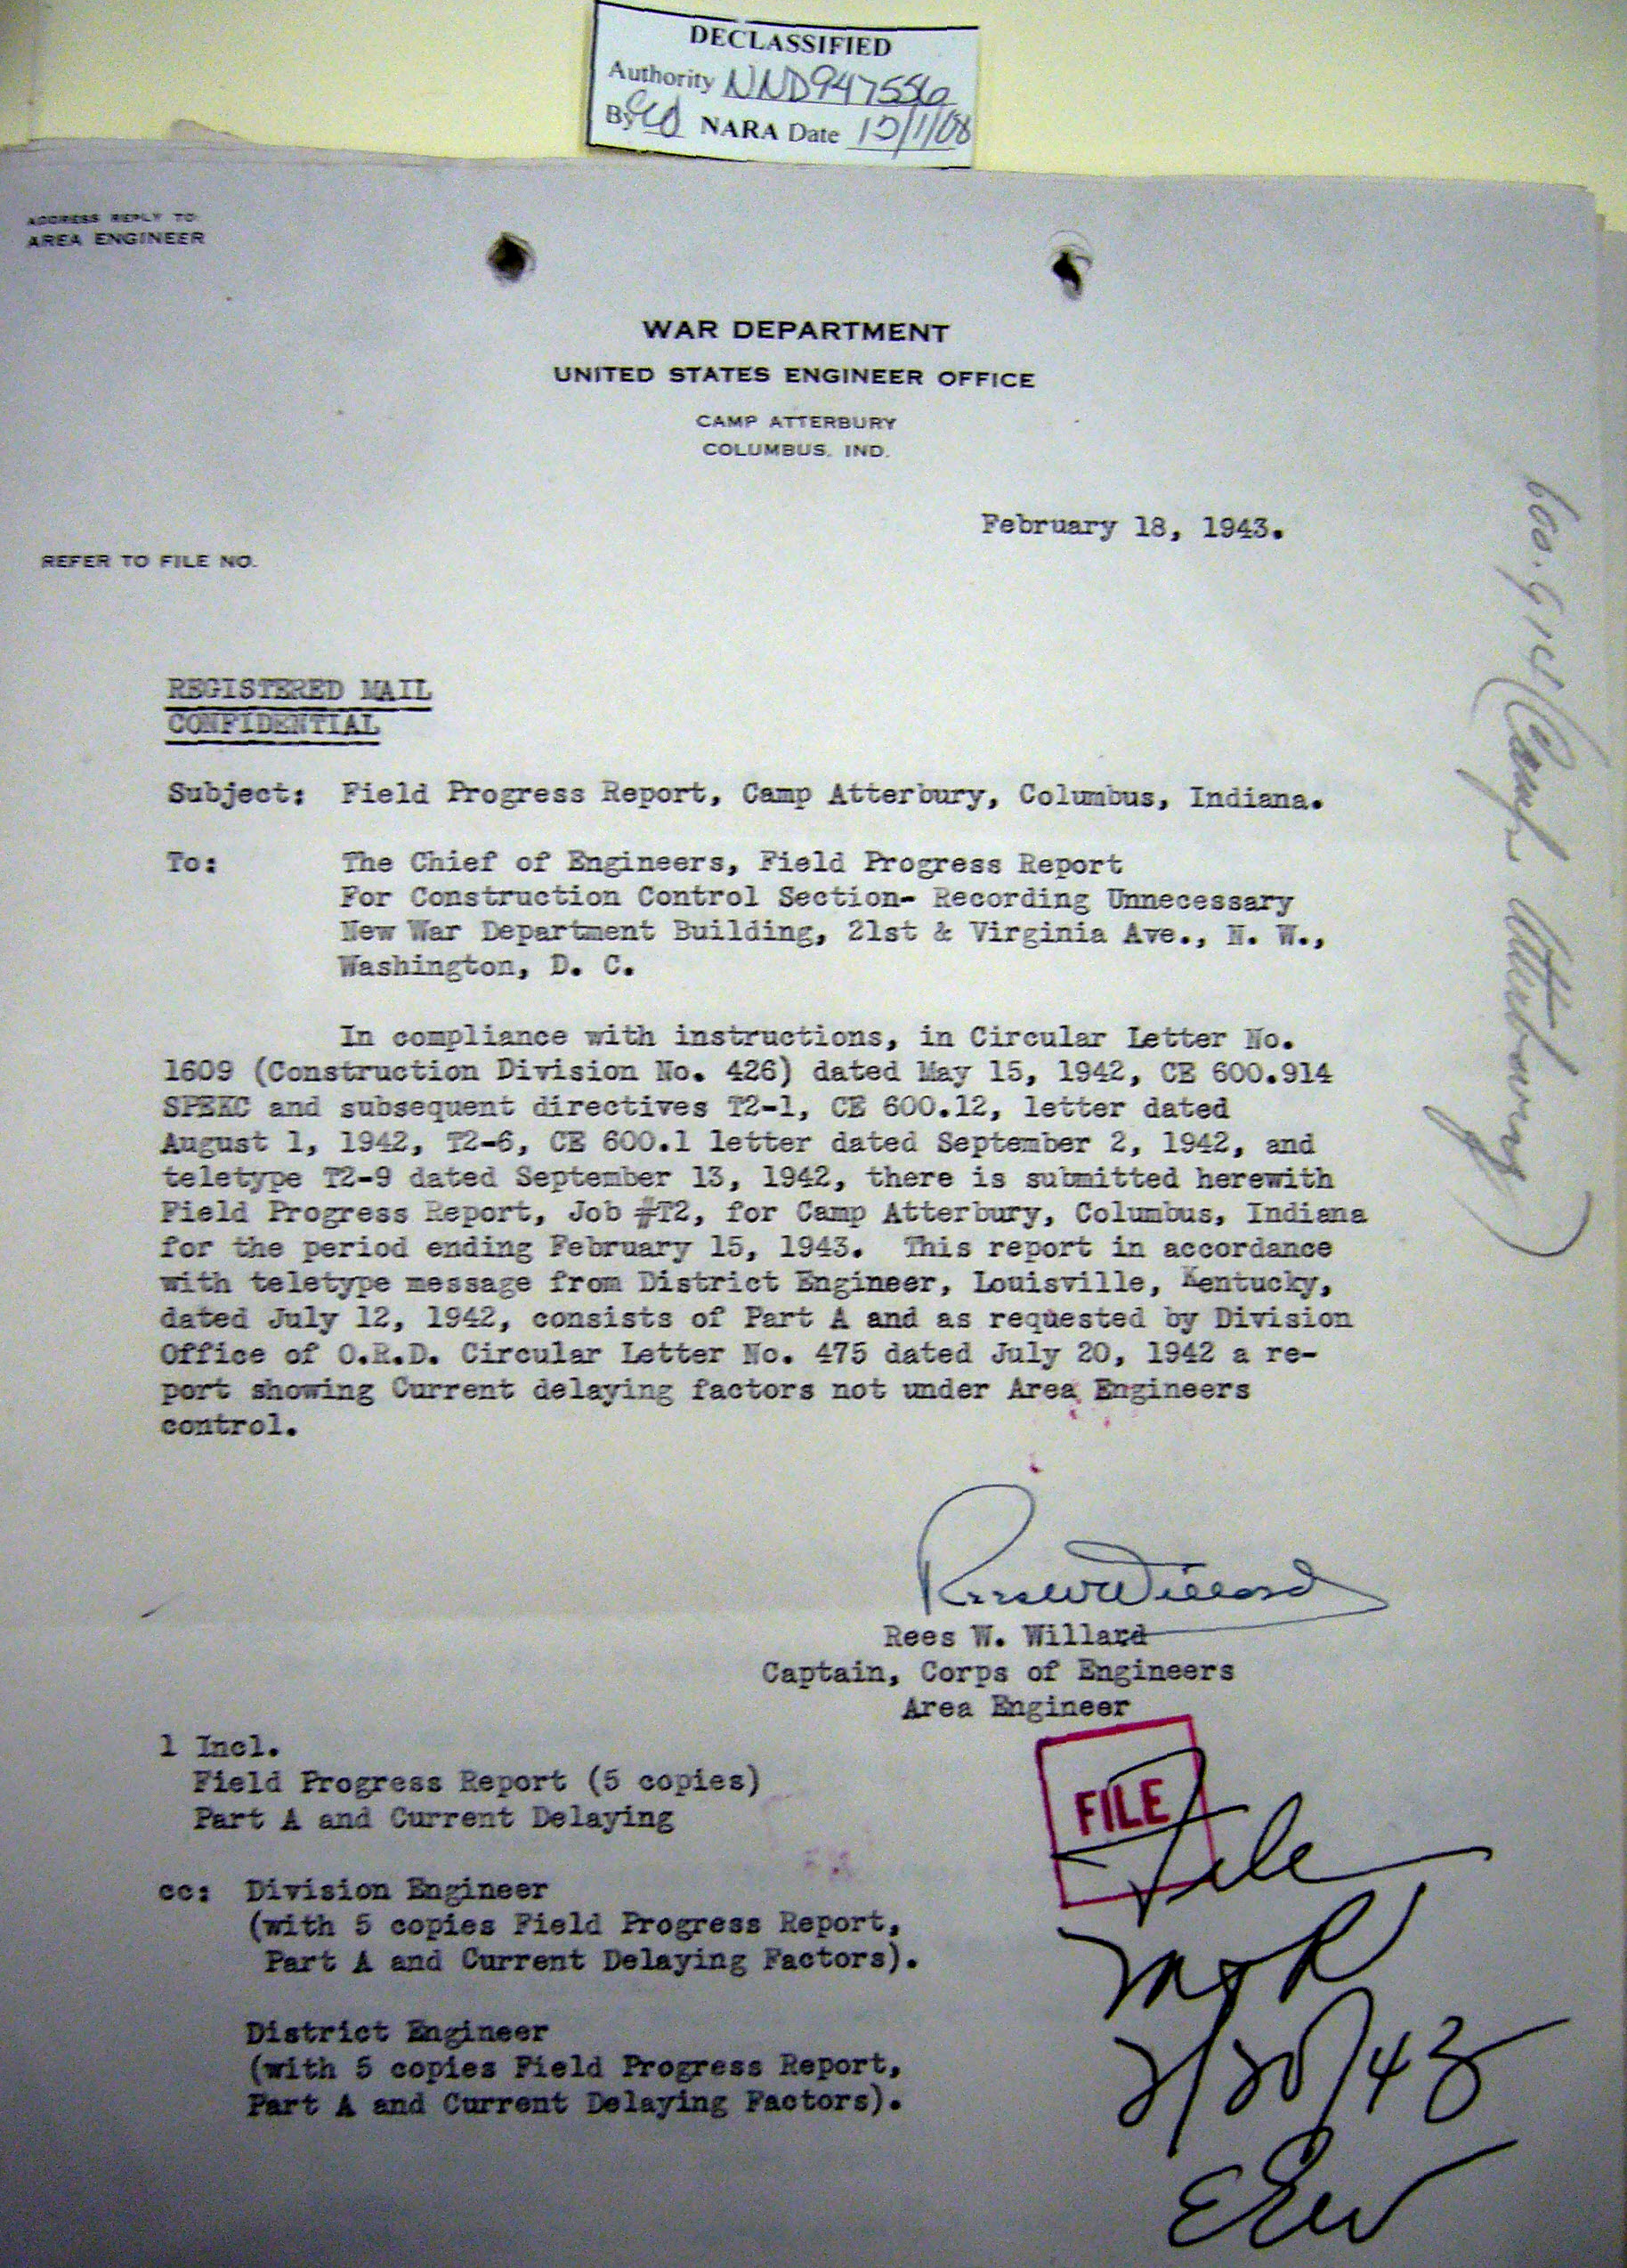 DECLASSIFIED
Authority NND947556
By NARA Date
ADDRESS REPLY TO
AREA ENGINEER
WAR DEPARTMENT
UNITED STATES ENGINEER OFFICE
CAMP ATTERBURY
COLUMBUS, IND.
February 18, 1943.
REFER TO FILE NO.
REGISTERED MAIL
CONFIDENTIAL
Subject: Field Progress Report, Camp Atterbury, Columbus, Indiana.
To: The Chief of Engineers, Field Progress Report
For Construction Control Section- Recording Unnecessary
New War Department Building, 21st & Virginia Ave., N. W.,
Washington, D. C.
In compliance with instructions, in Circular Letter No.
1609 (Construction Division No. 426) dated May 15, 1942, CE 600.914
SPEKC and subsequent directives T2-1, CE 600.12, letter dated
August 1, 1942, T2-6, CE 600.1 letter dated September 2, 1942, and
teletype T2-9 dated September 13, 1942, there is submitted herewith
Field Progress Report, Job #T2, for Camp Atterbury, Columbus, Indiana
for the period ending February 15, 1943. This report in accordance
with teletype message from District Engineer, Louisville, Kentucky,
dated July 12, 1942, consists of Part A and as requested by Division
Office of O.R.D. Circular Letter No. 475 dated July 20, 1942 a re-
port showing Current delaying factors not under Area Engineers
control.
Rees W. Willard
Rees W. Willard
Captain, Corps of Engineers
Area Engineer
1 Incl.
Field Progress Report (5 copies)
Part A and Current Delaying
cc: Division Engineer
(with 5 copies Field Progress Report,
Part A and Current Delaying Factors).
District Engineer
(with 5 copies Field Progress Report,
Part A and Current Delaying Factors).
FILE
File
(Camp Atterbury)